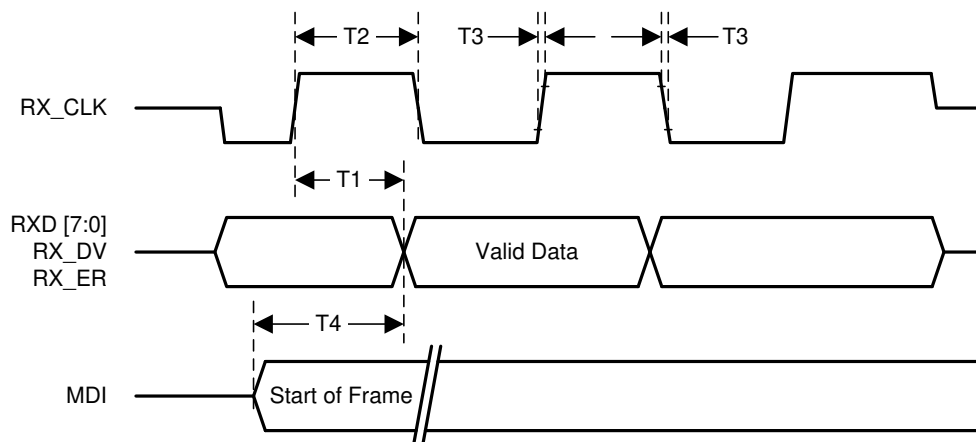 T2
T3
T3
RX_CLK
T1
RXD [7:0]
RX_DV
RX_ER
Valid Data
T4
MDI
Start of Frame